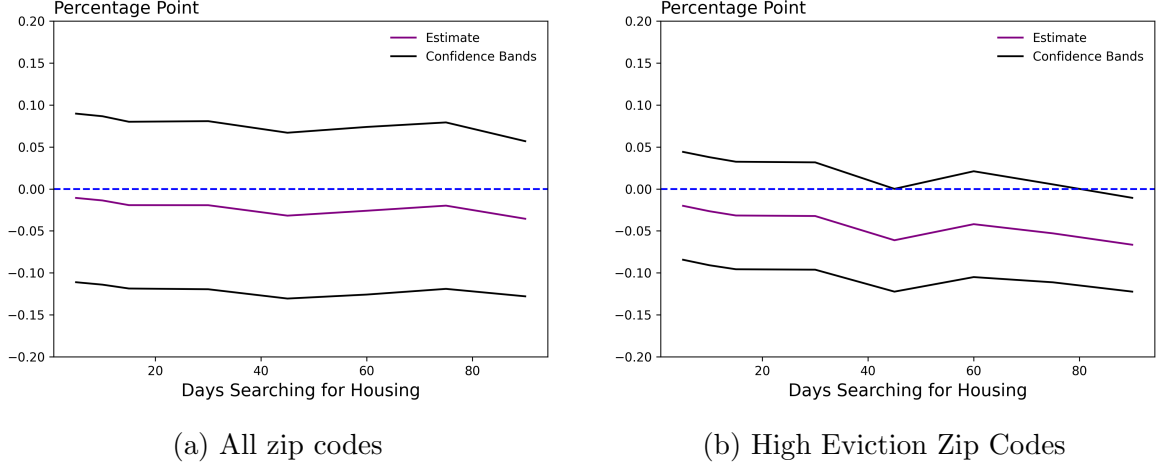 Percentage Point
0.20
0.15
0.10
0.05
0.00
−0.05
−0.10
−0.15
−0.20
Estimate
Confidence Bands
20
40
60
80
Days Searching for Housing
(a) All zip codes
Percentage Point
0.20
0.15
0.10
0.05
0.00
−0.05
−0.10
−0.15
−0.20
Estimate
Confidence Bands
20
40
60
80
Days Searching for Housing
(b) High Eviction Zip Codes